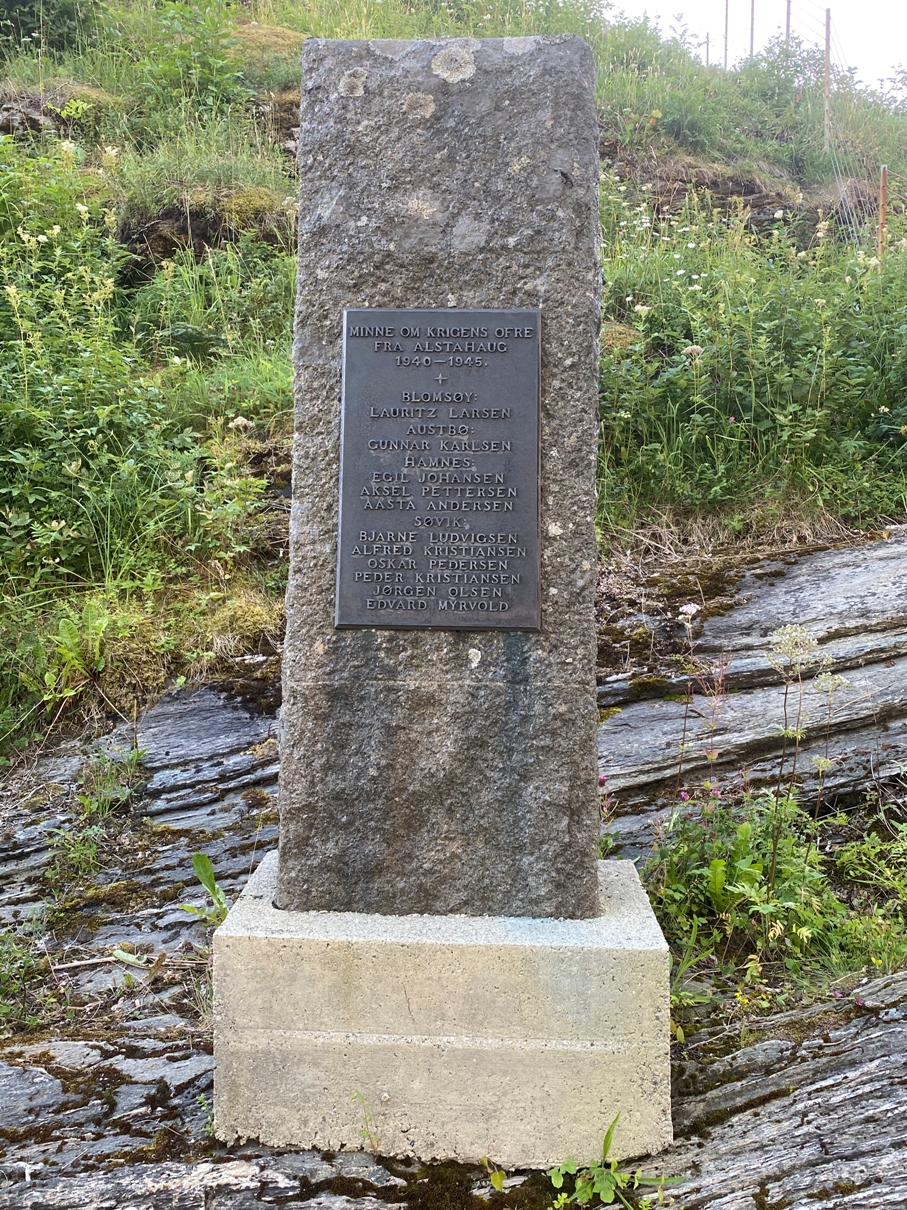 MINNE OM KRIGENS OFRE
FRA ALSTAHAUG
1940-1945.
+
BLOMSØY:
LAURITZ LARSEN
AUSTBØ:
GUNNAR KARLSEN
HAMNES:
EGIL JOHANSEN
AKSEL PETTERSEN
AASTA ANDERSEN
SØVIK:
BJARNE LUDVIGSEN
ALFRED KRISTIANSEN
OSKAR PEDERSEN
PEDER KRISTIANSEN
JØRGEN OLSEN
EDVARD MYRVOLD